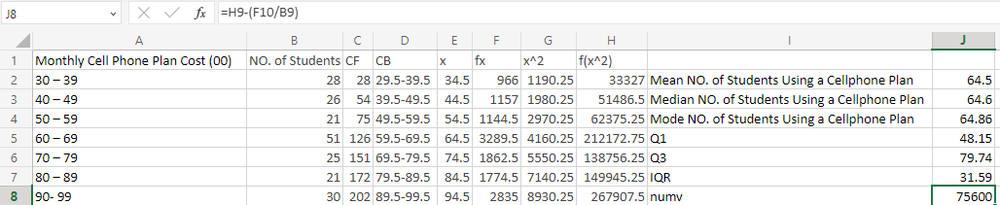 J8 fx =H9-(F10/B9)
A B C D E F G H I J
1 Monthly Cell Phone Plan Cost (00) NO. of Students CF CB x fx x^2 f(x^2)
2 30 – 39 28 28 29.5-39.5 34.5 966 1190.25 33327 Mean NO. of Students Using a Cellphone Plan 64.5
3 40 – 49 26 54 39.5-49.5 44.5 1157 1980.25 51486.5 Median NO. of Students Using a Cellphone Plan 64.6
4 50 – 59 21 75 49.5-59.5 54.5 1144.5 2970.25 62375.25 Mode NO. of Students Using a Cellphone Plan 64.86
5 60 – 69 51 126 59.5-69.5 64.5 3289.5 4160.25 212172.75 Q1 48.15
6 70 – 79 25 151 69.5-79.5 74.5 1862.5 5550.25 138756.25 Q3 79.74
7 80 – 89 21 172 79.5-89.5 84.5 1774.5 7140.25 149945.25 IQR 31.59
8 90- 99 30 202 89.5-99.5 94.5 2835 8930.25 267907.5 numv 75600